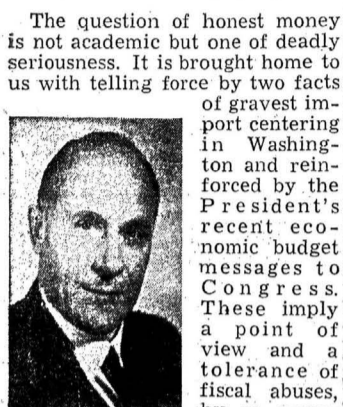 The question of honest money
is not academic but one of deadly
seriousness. It is brought home to
us with telling force by two facts
of gravest im-
port centering
in Washing-
ton and rein-
forced by the
President's
recent eco-
nomic budget
messages to
Congress.
These imply
a point of
view and a
tolerance of
fiscal abuses,